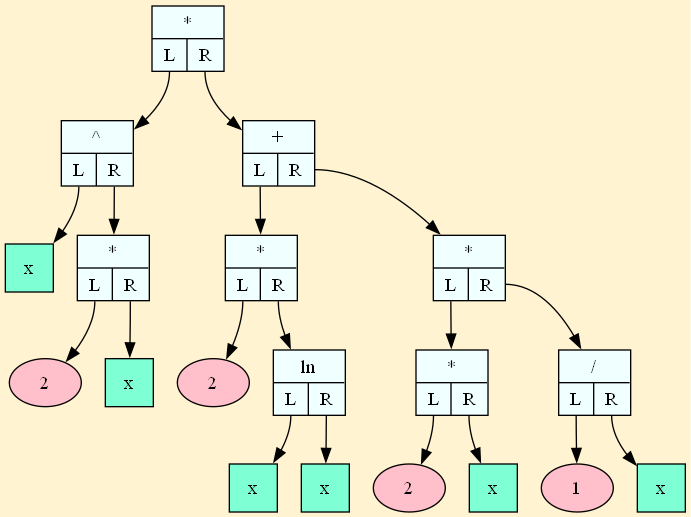 *
L R
^ +
L R L R
x * * *
L R L R L R
2 x 2 ln * /
L R L R L R
x x 2 x 1 x